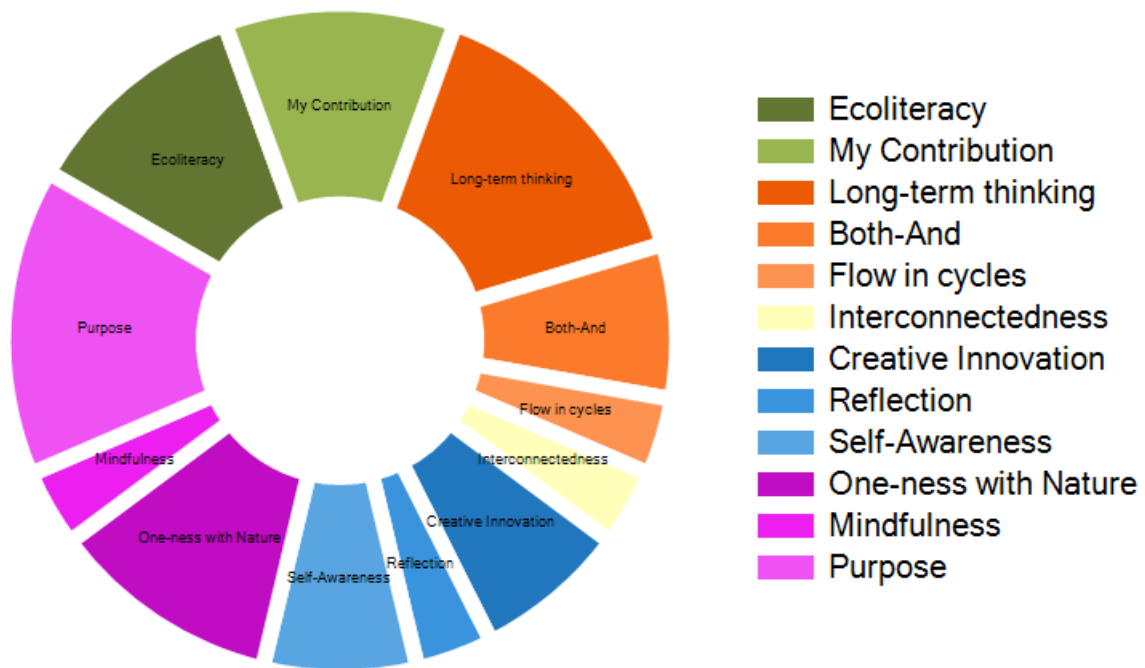 My Contribution
Ecoliteracy
Long-term thinking
Purpose
Both-And
Flow in cycles
Mindfulness
Interconnectedness
One-ness with Nature
Creative Innovation
Reflection
Self-Awareness
Ecoliteracy
My Contribution
Long-term thinking
Both-And
Flow in cycles
Interconnectedness
Creative Innovation
Reflection
Self-Awareness
One-ness with Nature
Mindfulness
Purpose